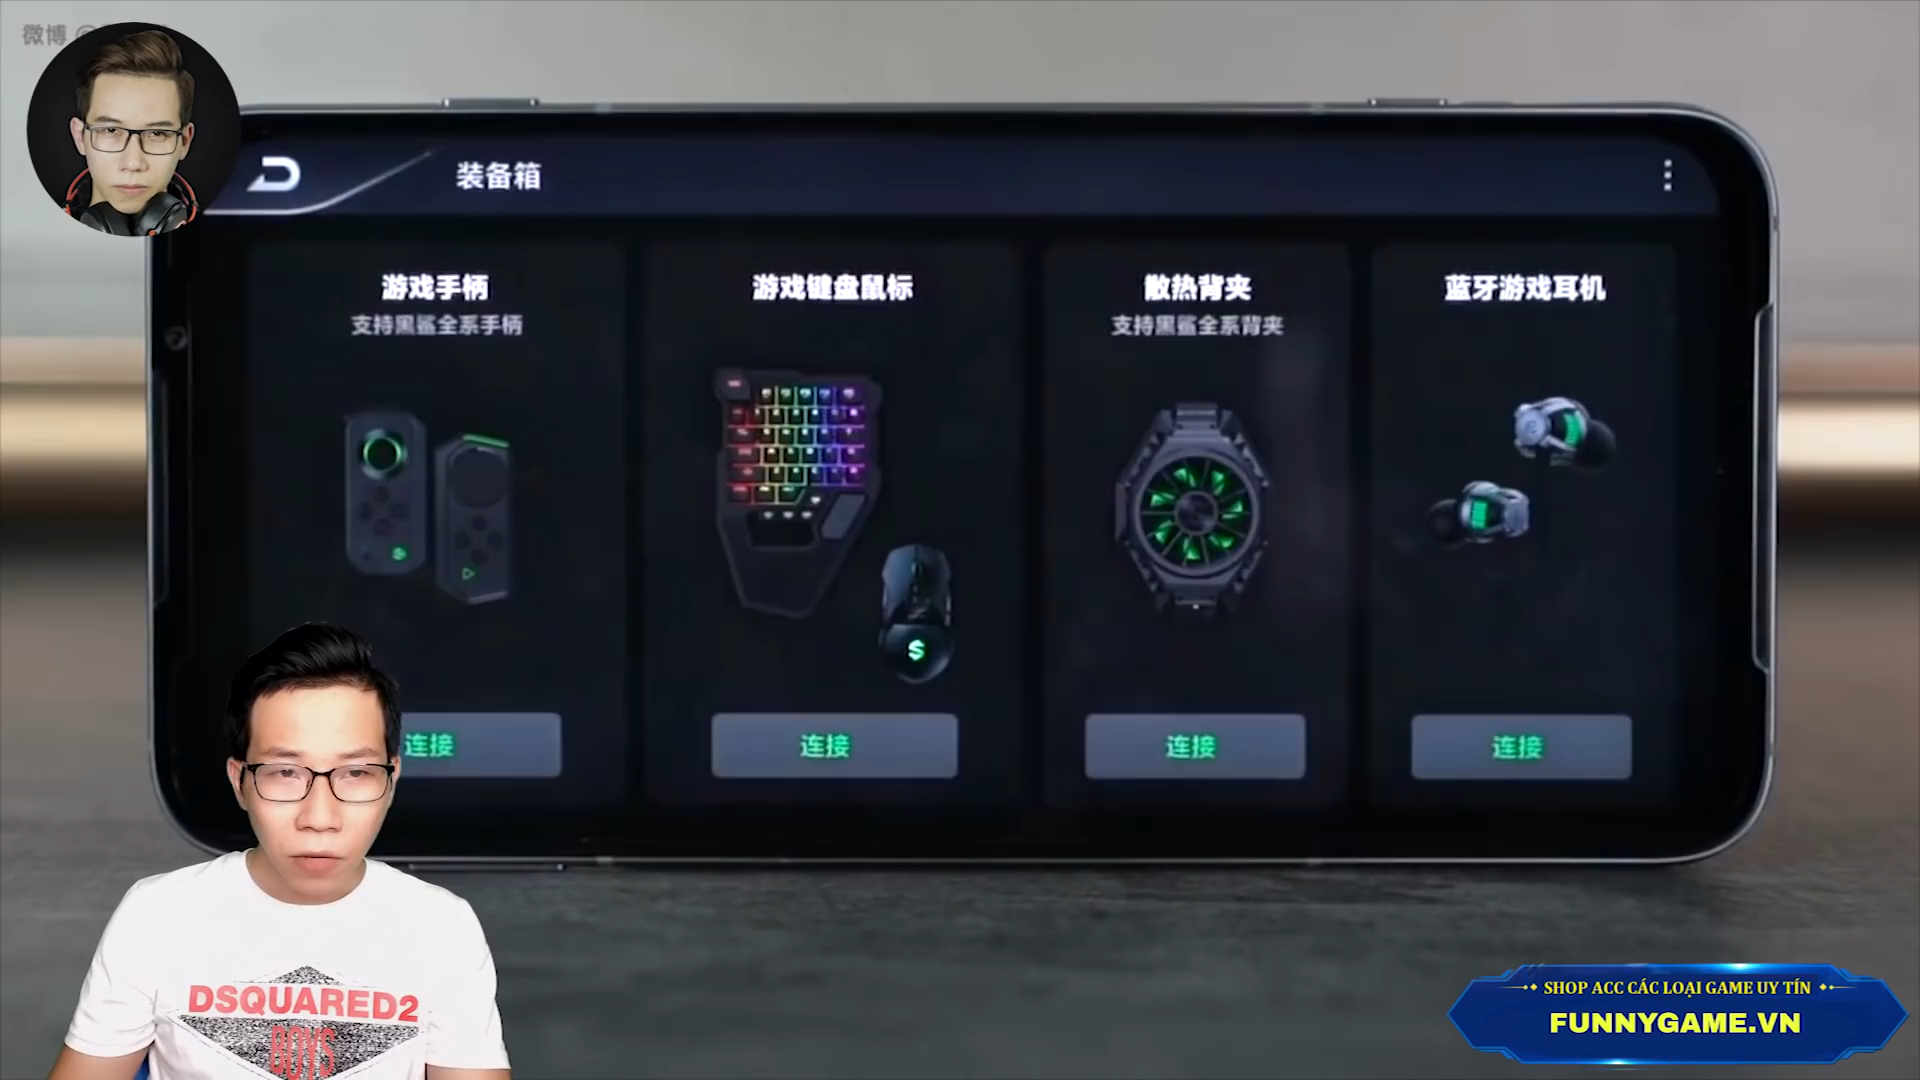 微博
装备箱
游戏手柄
支持黑鲨全系手柄
游戏键盘鼠标
散热背夹
支持黑鲨全系背夹
蓝牙游戏耳机
连接
连接
连接
连接
DSQUARED2
BOYS
SHOP ACC CÁC LOẠI GAME UY TÍN
FUNNYGAME.VN